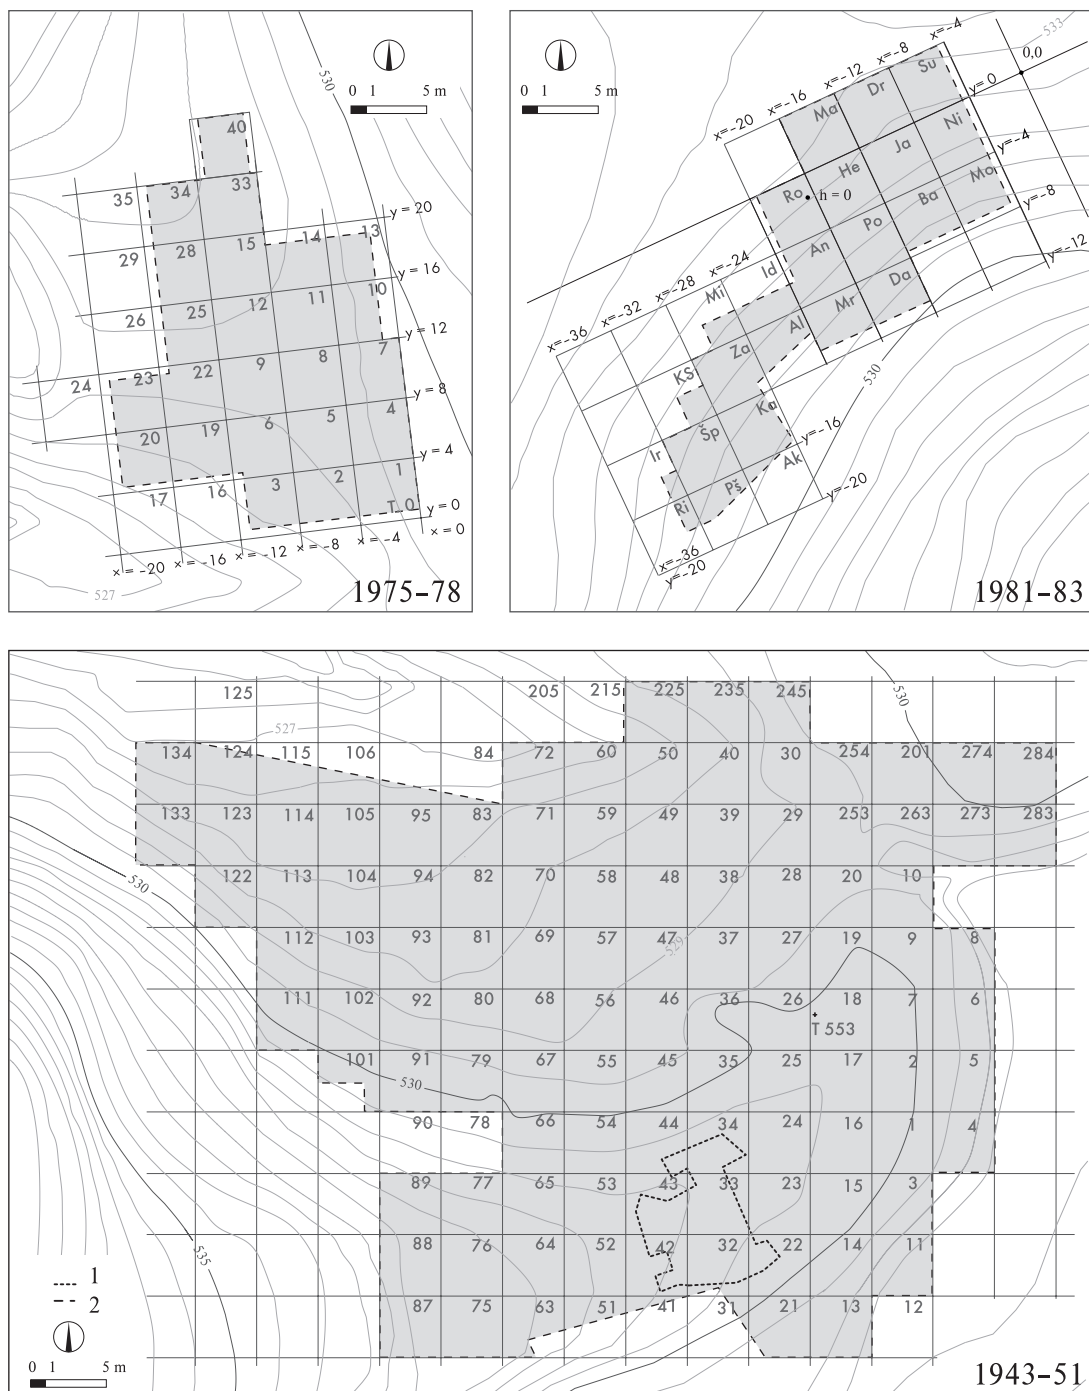 40
530
0 1 5 m
35 34 33
y = 20
29 28 15 14 13
y = 16
26 25 12 11 10
y = 12
24 23 22 9 8 7
y = 8
20 19 6 5 4
y = 4
17 16 3 2 1
T. 0 y = 0
x = -20 x = -16 x = -12 x = -8 x = -4 x = 0
527
1975-78
x=-4
533
x=-8
0,0
x=-12
Su
0 1 5 m
x=-16
Dr
y= 0
x=-20
Ma
Ni
Ja
y=-4
He
Mo
Ro h = 0
Ba
y=-8
Po
An
x=-24 Id
y=-12
x=-28
Mi
Da
x=-32
Mr
x=-36
Al
Za
KS
530
Ka
Šp
y=-16
Ir
Ak
Pš
y=-20
Ri
x=-36
y=-20
1981-83
125 205 215 225 235 245
530
527
134 124 115 106 84 72 60 50 40 30 254 201 274 284
133 123 114 105 95 83 71 59 49 39 29 253 263 273 283
122 113 104 94 82 70 58 48 38 28 20 10
530
112 103 93 81 69 57 47 37 27 19 9 8
529
111 102 92 80 68 56 46 36 26 18 7 6
T 553
101 91 79 67 55 45 35 25 17 2 5
530
90 78 66 54 44 34 24 16 1 4
89 77 65 53 43 33 23 15 3
88 76 64 52 42 32 22 14 11
535
1
2
87 75 63 51 41 31 21 13 12
0 1 5 m
1943-51